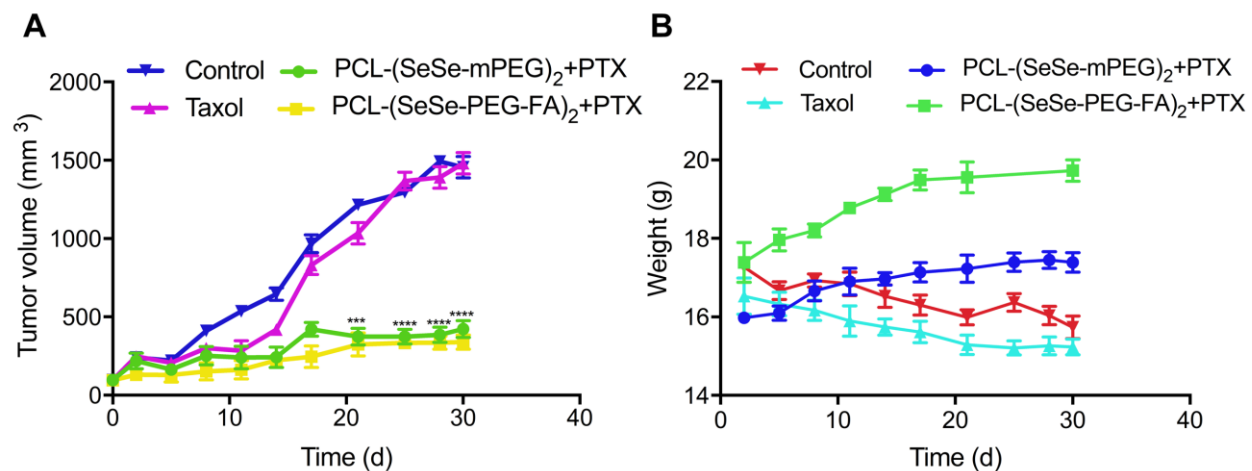 A
Control
PCL-(SeSe-mPEG)2+PTX
Taxol
PCL-(SeSe-PEG-FA)2+PTX
Tumor volume (mm 3)
2000
1500
1000
500
0
*** **** **** ****
0 10 20 30 40
Time (d)
B
Control
PCL-(SeSe-mPEG)2+PTX
Taxol
PCL-(SeSe-PEG-FA)2+PTX
Weight (g)
22
20
18
16
14
0 10 20 30 40
Time (d)